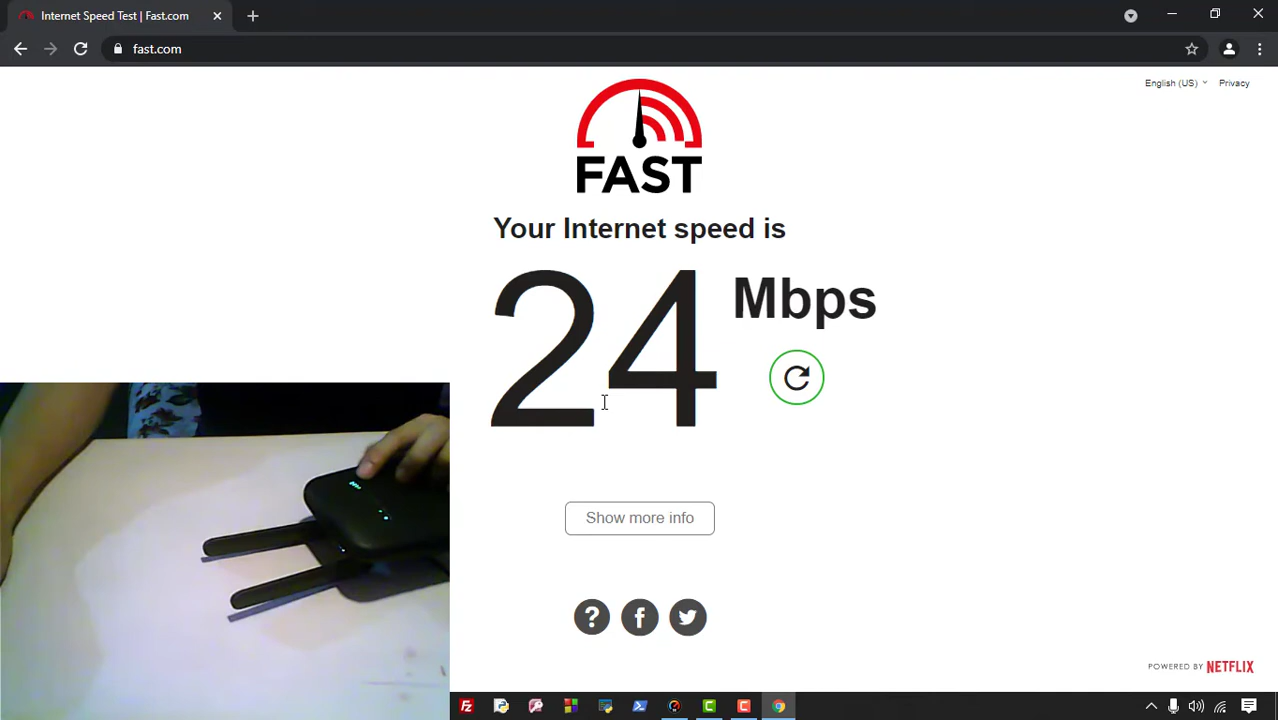 Internet Speed Test | Fast.com
fast.com
English (US)
Privacy
FAST
Your Internet speed is
24 Mbps
Show more info
POWERED BY NETFLIX